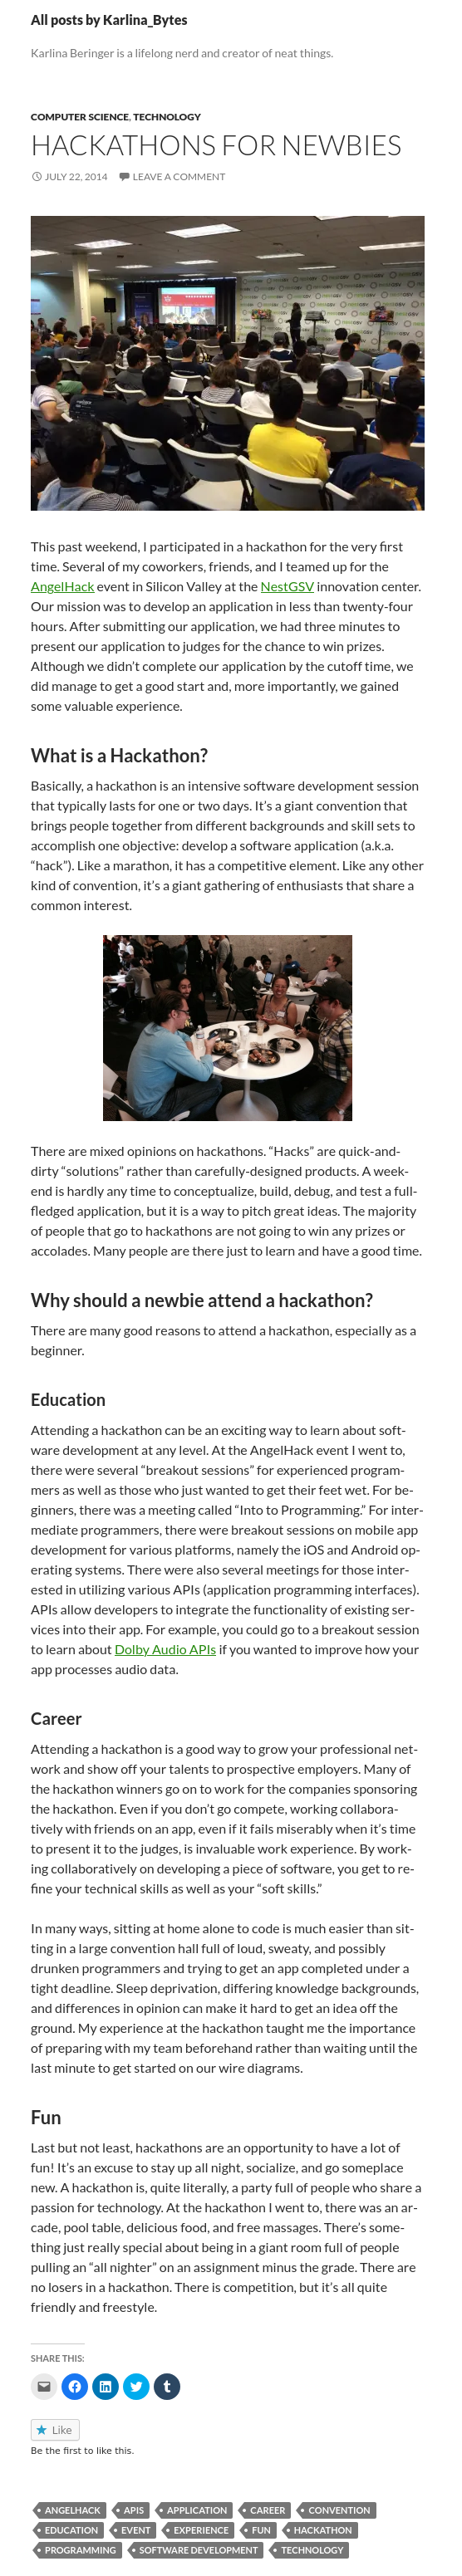 All posts by Karlina_Bytes
Karlina Beringer is a lifelong nerd and creator of neat things.
COMPUTER SCIENCE, TECHNOLOGY
HACKATHONS FOR NEWBIES
JULY 22, 2014 LEAVE A COMMENT
This past weekend, I participated in a hackathon for the very first
time. Several of my coworkers, friends, and I teamed up for the
AngelHack event in Silicon Valley at the NestGSV innovation center.
Our mission was to develop an application in less than twenty-four
hours. After submitting our application, we had three minutes to
present our application to judges for the chance to win prizes.
Although we didn’t complete our application by the cutoff time, we
did manage to get a good start and, more importantly, we gained
some valuable experience.
What is a Hackathon?
Basically, a hackathon is an intensive software development session
that typically lasts for one or two days. It’s a giant convention that
brings people together from different backgrounds and skill sets to
accomplish one objective: develop a software application (a.k.a.
“hack”). Like a marathon, it has a competitive element. Like any other
kind of convention, it’s a giant gathering of enthusiasts that share a
common interest.
There are mixed opinions on hackathons. “Hacks” are quick-and-
dirty “solutions” rather than carefully-designed products. A week-
end is hardly any time to conceptualize, build, debug, and test a full-
fledged application, but it is a way to pitch great ideas. The majority
of people that go to hackathons are not going to win any prizes or
accolades. Many people are there just to learn and have a good time.
Why should a newbie attend a hackathon?
There are many good reasons to attend a hackathon, especially as a
beginner.
Education
Attending a hackathon can be an exciting way to learn about soft-
ware development at any level. At the AngelHack event I went to,
there were several “breakout sessions” for experienced program-
mers as well as those who just wanted to get their feet wet. For be-
ginners, there was a meeting called “Into to Programming.” For inter-
mediate programmers, there were breakout sessions on mobile app
development for various platforms, namely the iOS and Android op-
erating systems. There were also several meetings for those inter-
ested in utilizing various APIs (application programming interfaces).
APIs allow developers to integrate the functionality of existing ser-
vices into their app. For example, you could go to a breakout session
to learn about Dolby Audio APIs if you wanted to improve how your
app processes audio data.
Career
Attending a hackathon is a good way to grow your professional net-
work and show off your talents to prospective employers. Many of
the hackathon winners go on to work for the companies sponsoring
the hackathon. Even if you don’t go compete, working collabora-
tively with friends on an app, even if it fails miserably when it’s time
to present it to the judges, is invaluable work experience. By work-
ing collaboratively on developing a piece of software, you get to re-
fine your technical skills as well as your “soft skills.”
In many ways, sitting at home alone to code is much easier than sit-
ting in a large convention hall full of loud, sweaty, and possibly
drunken programmers and trying to get an app completed under a
tight deadline. Sleep deprivation, differing knowledge backgrounds,
and differences in opinion can make it hard to get an idea off the
ground. My experience at the hackathon taught me the importance
of preparing with my team beforehand rather than waiting until the
last minute to get started on our wire diagrams.
Fun
Last but not least, hackathons are an opportunity to have a lot of
fun! It’s an excuse to stay up all night, socialize, and go someplace
new. A hackathon is, quite literally, a party full of people who share a
passion for technology. At the hackathon I went to, there was an ar-
cade, pool table, delicious food, and free massages. There’s some-
thing just really special about being in a giant room full of people
pulling an “all nighter” on an assignment minus the grade. There are
no losers in a hackathon. There is competition, but it’s all quite
friendly and freestyle.
SHARE THIS:
Like
Be the first to like this.
ANGELHACK APIS APPLICATION CAREER CONVENTION
EDUCATION EVENT EXPERIENCE FUN HACKATHON
PROGRAMMING SOFTWARE DEVELOPMENT TECHNOLOGY